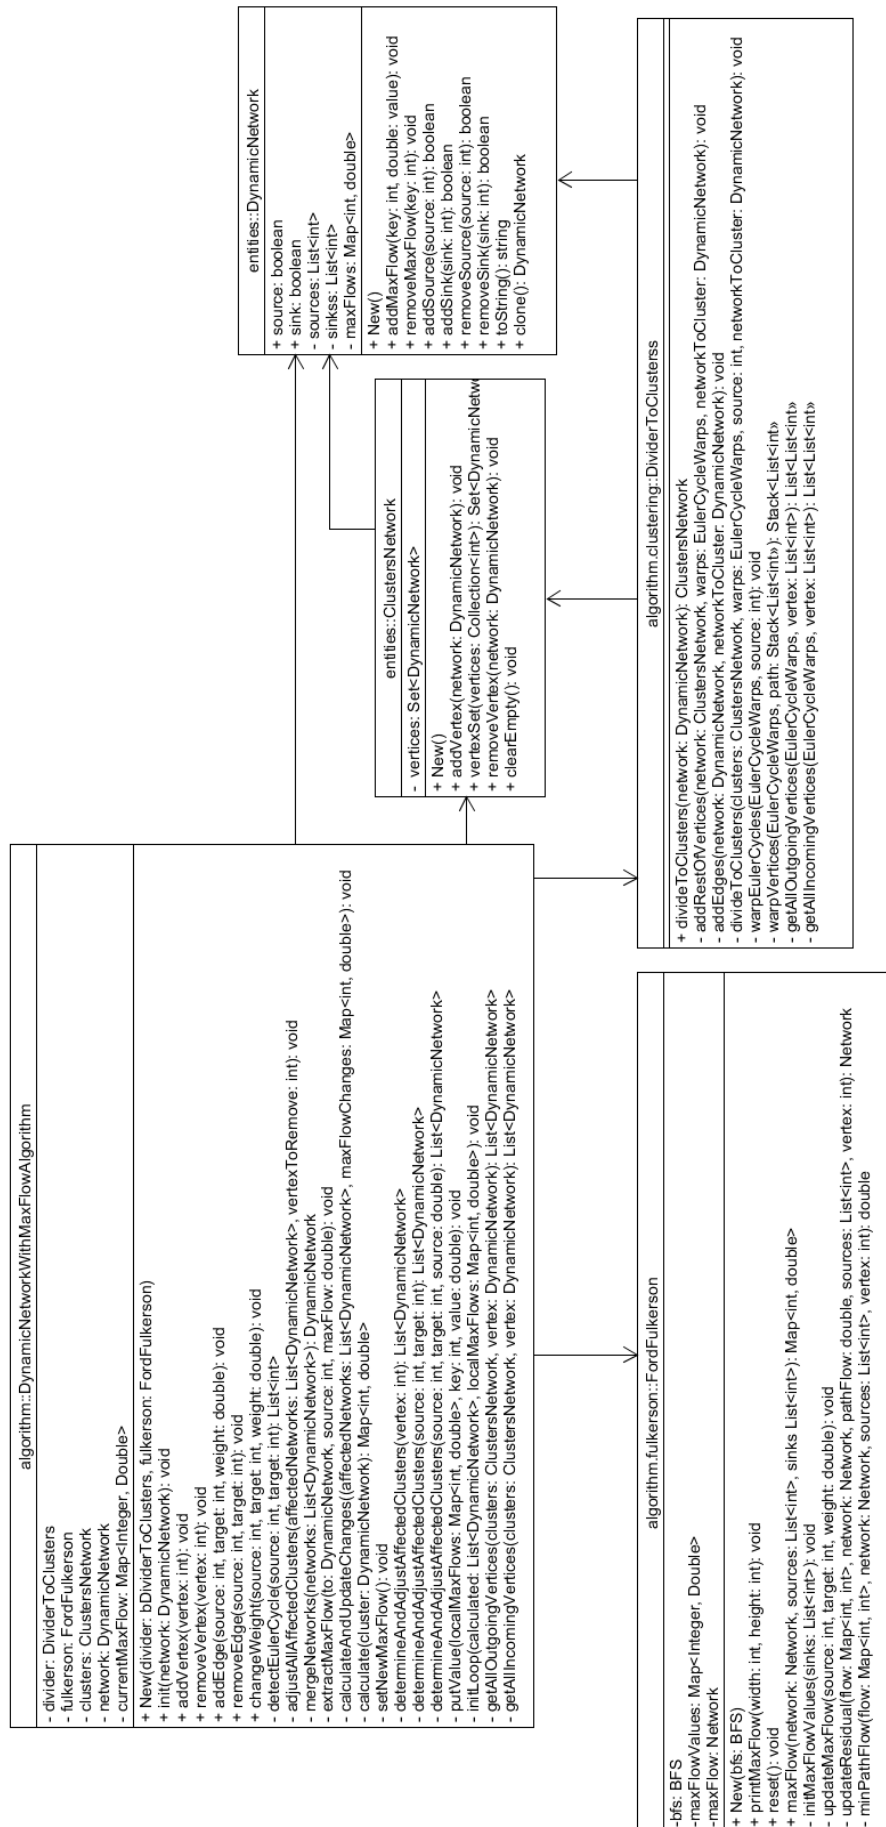 algorithm::DynamicNetworkWithMaxFlowAlgorithm
- divider: DividerToClusters
- fulkerson: FordFulkerson
- clusters: ClustersNetwork
- network: DynamicNetwork
- currentMaxFlow: Map<Integer, Double>
+ New(divider: bDividerToClusters, fulkerson: FordFulkerson)
+ init(network: DynamicNetwork): void
+ addVertex(vertex: int): void
+ removeVertex(vertex: int): void
+ addEdge(source: int, target: int, weight: double): void
+ removeEdge(source: int, target: int): void
+ changeWeight(source: int, target: int, weight: double): void
- detectEulerCycle(source: int, target: int): List<int>
- adjustAllAffectedClusters(affectedNetworks: List<DynamicNetwork>, vertexToRemove: int): void
- mergeNetworks(networks: List<DynamicNetwork>): DynamicNetwork
- extractMaxFlow(to: DynamicNetwork, source: int, maxFlow: double): void
- calculateAndUpdateChanges((affectedNetworks: List<DynamicNetwork>, maxFlowChanges: Map<int, double>): void
- calculate(cluster: DynamicNetwork): Map<int, double>
- setNewMaxFlow(): void
- determineAndAdjustAffectedClusters(vertex: int): List<DynamicNetwork>
- determineAndAdjustAffectedClusters(source: int, target: int): List<DynamicNetwork>
- determineAndAdjustAffectedClusters(source: int, target: int, source: double): List<DynamicNetwork>
- putValue(localMaxFlows: Map<int, double>, key: int, value: double): void
- initLoop(calculated: List<DynamicNetwork>, localMaxFlows: Map<int, double>): void
- getAllOutgoingVertices(clusters: ClustersNetwork, vertex: DynamicNetwork): List<DynamicNetwork>
- getAllIncomingVertices(clusters: ClustersNetwork, vertex: DynamicNetwork): List<DynamicNetwork>
entities::DynamicNetwork
+ source: boolean
+ sink: boolean
- sources: List<int>
- sinkss: List<int>
- maxFlows: Map<int, double>
+ New()
+ addMaxFlow(key: int, double: value): void
+ removeMaxFlow(key: int): void
+ addSource(source: int): boolean
+ addSink(sink: int): boolean
+ removeSource(source: int): boolean
+ removeSink(sink: int): boolean
+ toString(): string
+ clone(): DynamicNetwork
entities::ClustersNetwork
- vertices: Set<DynamicNetwork>
+ New()
+ addVertex(network: DynamicNetwork): void
+ vertexSet(vertices: Collection<int>): Set<DynamicNetw
+ removeVertex(network: DynamicNetwork): void
+ clearEmpty(): void
algorithm.fulkerson::FordFulkerson
-bfs: BFS
-maxFlowValues: Map<Integer, Double>
-maxFlow: Network
+ New(bfs: BFS)
+ printMaxFlow(width: int, height: int): void
+ reset(): void
+ maxFlow(network: Network, sources: List<int>, sinks List<int>): Map<int, double>
- initMaxFlowValues(sinks: List<int>): void
- updateMaxFlow(source: int, target: int, weight: double): void
- updateResidual(flow: Map<int, int>, network: Network, pathFlow: double, sources: List<int>, vertex: int): Network
- minPathFlow(flow: Map<int, int>, network: Network, sources: List<int>, vertex: int): double
algorithm.clustering::DividerToClusterss
+ divideToClusters(network: DynamicNetwork): ClustersNetwork
- addRestOfVertices(network: ClustersNetwork, warps: EulerCycleWarps, networkToCluster: DynamicNetwork): void
- addEdges(network: DynamicNetwork, networkToCluster: DynamicNetwork): void
- divideToClusters(clusters: ClustersNetwork, warps: EulerCycleWarps, source: int, networkToCluster: DynamicNetwork): void
- warpEulerCycles(EulerCycleWarps, source: int): void
- warpVertices(EulerCycleWarps, path: Stack<List<int»): Stack<List<int»
- getAllOutgoingVertices(EulerCycleWarps, vertex: List<int>): List<List<int»
- getAllIncomingVertices(EulerCycleWarps, vertex: List<int>): List<List<int»